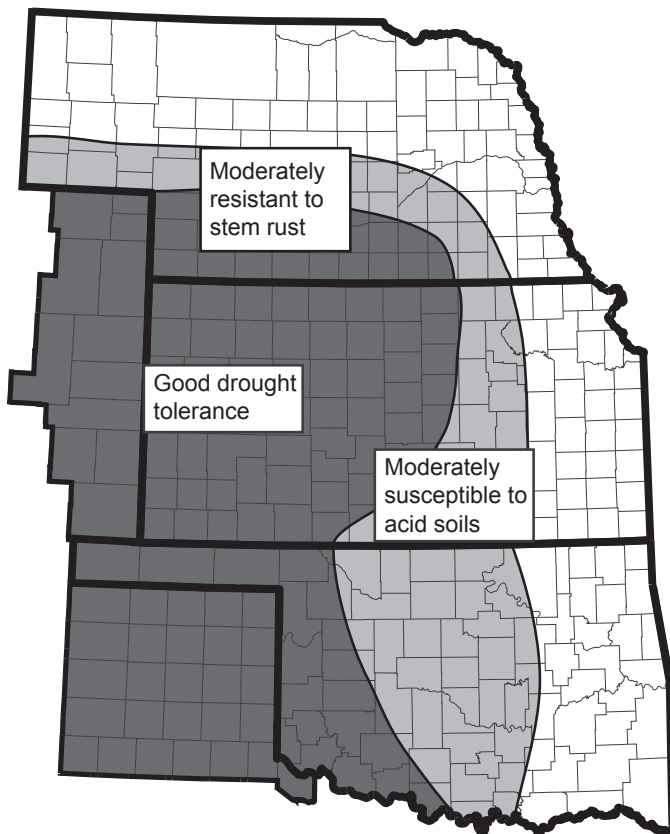 Moderately
resistant to
stem rust
Good drought
tolerance
Moderately
susceptible to
acid soils